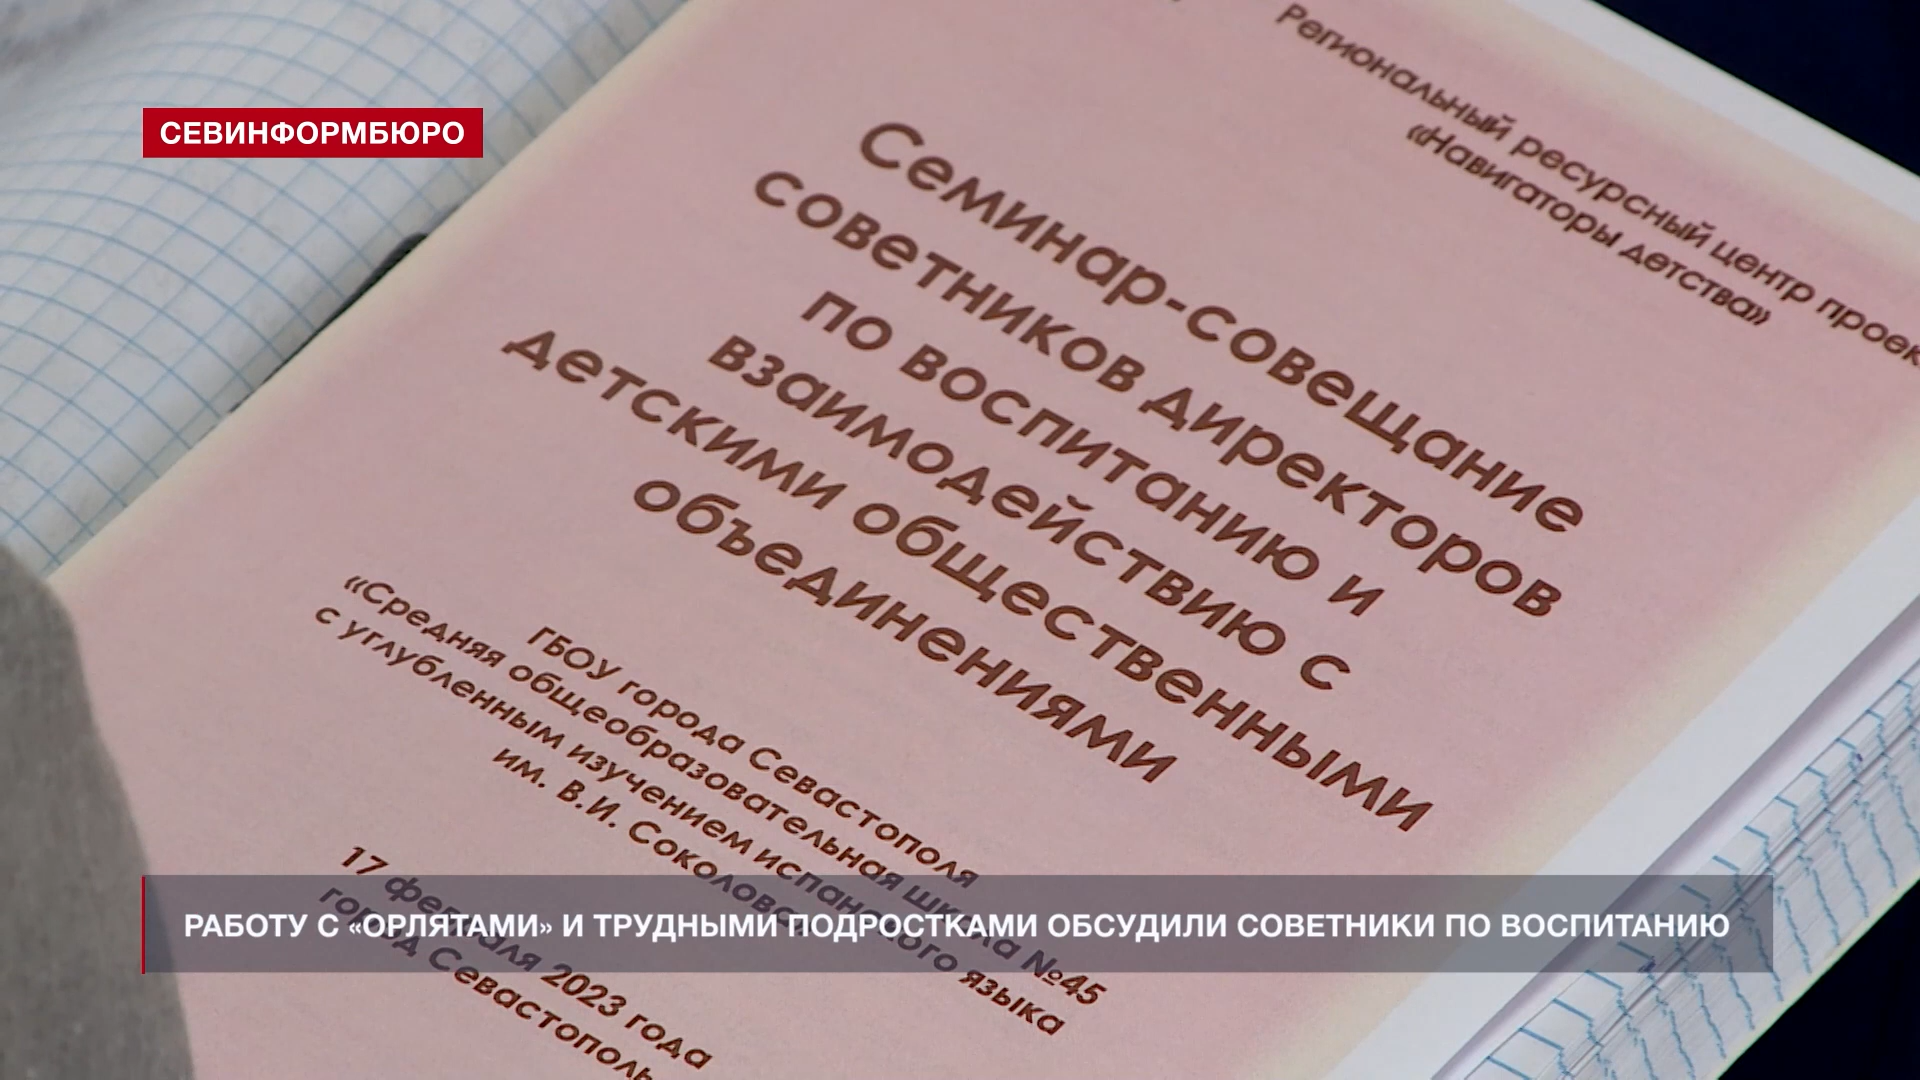 СЕВИНФОРМБЮРО
Региональный ресурсный центр
«Навигаторы детства»
Семинар-совещание
советников директоров
по воспитанию и
взаимодействию с
детскими общественными
объединениями
ГБОУ города Севастополя
«Средняя общеобразовательная школа №45
с углубленным изучением испанского языка
им. В.И. Соколова»
17 февраля 2023 года
город Севастополь
РАБОТУ С «ОРЛЯТАМИ» И ТРУДНЫМИ ПОДРОСТКАМИ ОБСУДИЛИ СОВЕТНИКИ ПО ВОСПИТАНИЮ